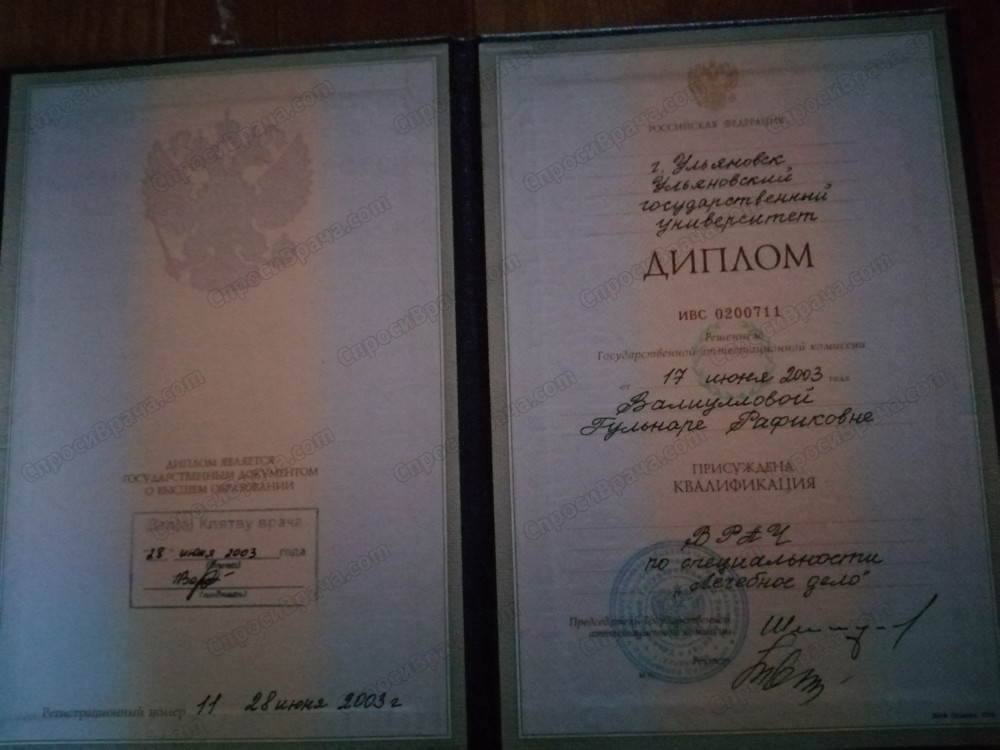 ДИПЛОМ ЯВЛЯЕТСЯ
ГОСУДАРСТВЕННЫМ ДОКУМЕНТОМ
О ВЫСШЕМ ОБРАЗОВАНИИ
Клятву врача
"28" июня 2003 года
Регистрационный номер 11 28 июня 2003 г
РОССИЙСКАЯ ФЕДЕРАЦИЯ
г. Ульяновск
Ульяновский
государственный
университет
ДИПЛОМ
ИВС 0200711
Решением
Государственной аттестационной комиссии
от 17 июня 2003 года
Валиулловой
Гульнаре Рафиковне
ПРИСУЖДЕНА
КВАЛИФИКАЦИЯ
ВРАЧ
по специальности
"Лечебное дело"
Председатель Государственной
аттестационной комиссии
Ректор
СпросиВрача.com